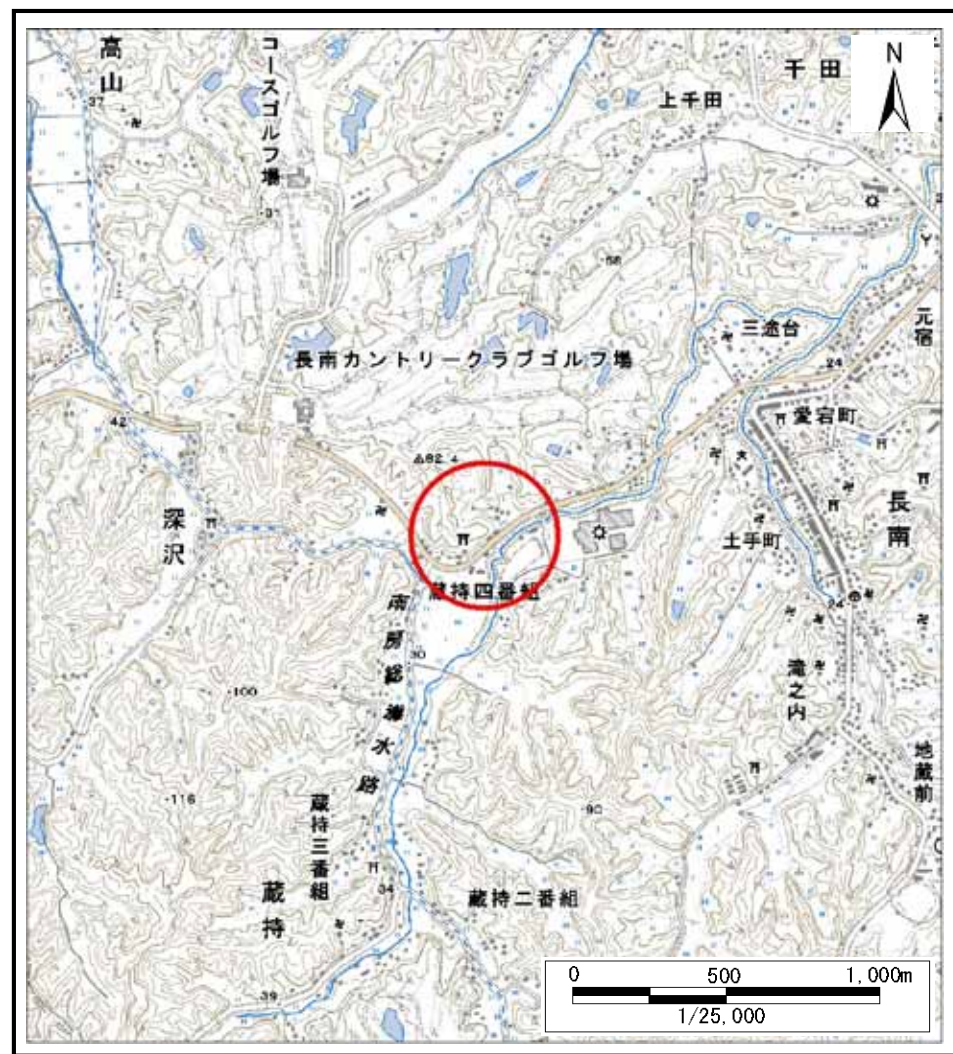 高山
コースゴルフ場
千田
上千田
N
37
三途台
元宿
長南カントリークラブゴルフ場
24
愛宕町
42
82.4
長南
深沢
土手町
蔵持四番組
24
南房総導水路
30
滝之内
100
地蔵前
116
蔵持三番組
90
蔵持
34
蔵持二番組
39
58
0 500 1,000m
1/25,000